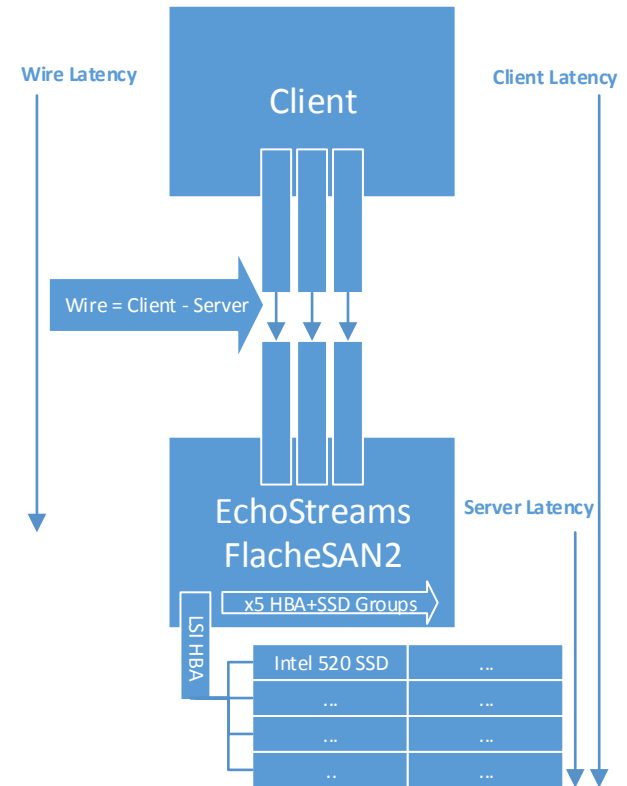 Wire Latency
Client Latency
Client
Wire = Client - Server
EchoStreams
FlacheSAN2
Server Latency
x5 HBA+SSD Groups
LSI HBA
Intel 520 SSD
...
...
...
...
...
..
...